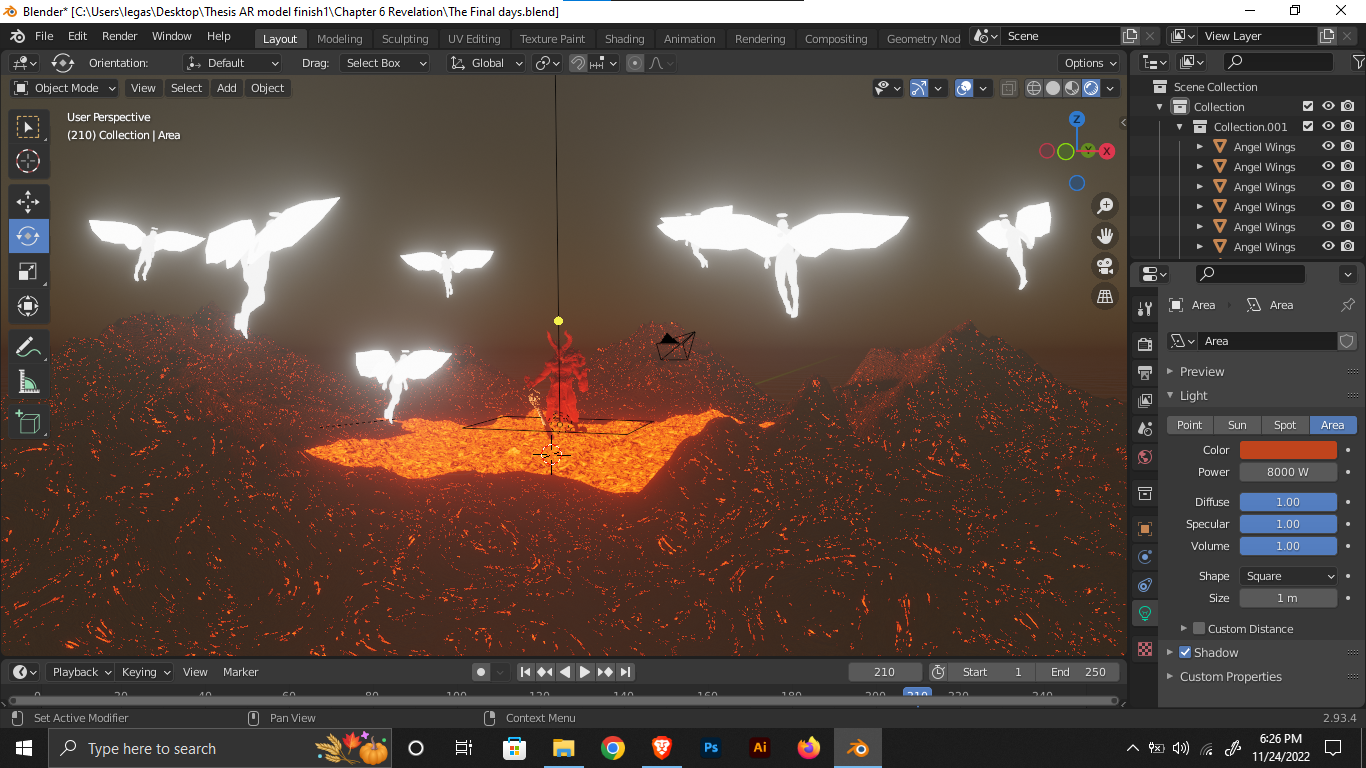 Blender* [C:\Users\legas\Desktop\Thesis AR model finish1\Chapter 6 Revelation\The Final days.blend]
File Edit Render Window Help Layout Modeling Sculpting UV Editing Texture Paint Shading Animation Rendering Compositing Geometry Nod Scene View Layer
Orientation: Default Drag: Select Box Global Options
Object Mode View Select Add Object
User Perspective
(210) Collection | Area
Z
Y X
Scene Collection
Collection
Collection.001
Angel Wings
Angel Wings
Angel Wings
Angel Wings
Angel Wings
Angel Wings
Area Area
Area
Preview
Light
Point Sun Spot Area
Color
Power 8000 W
Diffuse 1.00
Specular 1.00
Volume 1.00
Shape Square
Size 1 m
Custom Distance
Shadow
Custom Properties
Playback Keying View Marker 210 Start 1 End 250
0 20 40 60 80 100 120 140 160 180 200 210 220 240
Set Active Modifier Pan View Context Menu 2.93.4
Type here to search Ps Ai 6:26 PM
11/24/2022